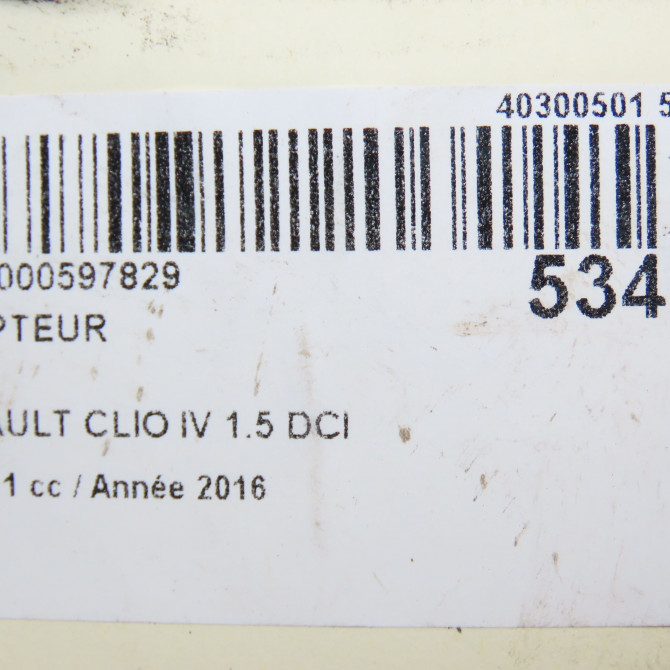 40300501 5
000597829
534
PTEUR
AULT CLIO IV 1.5 DCI
1 cc / Année 2016